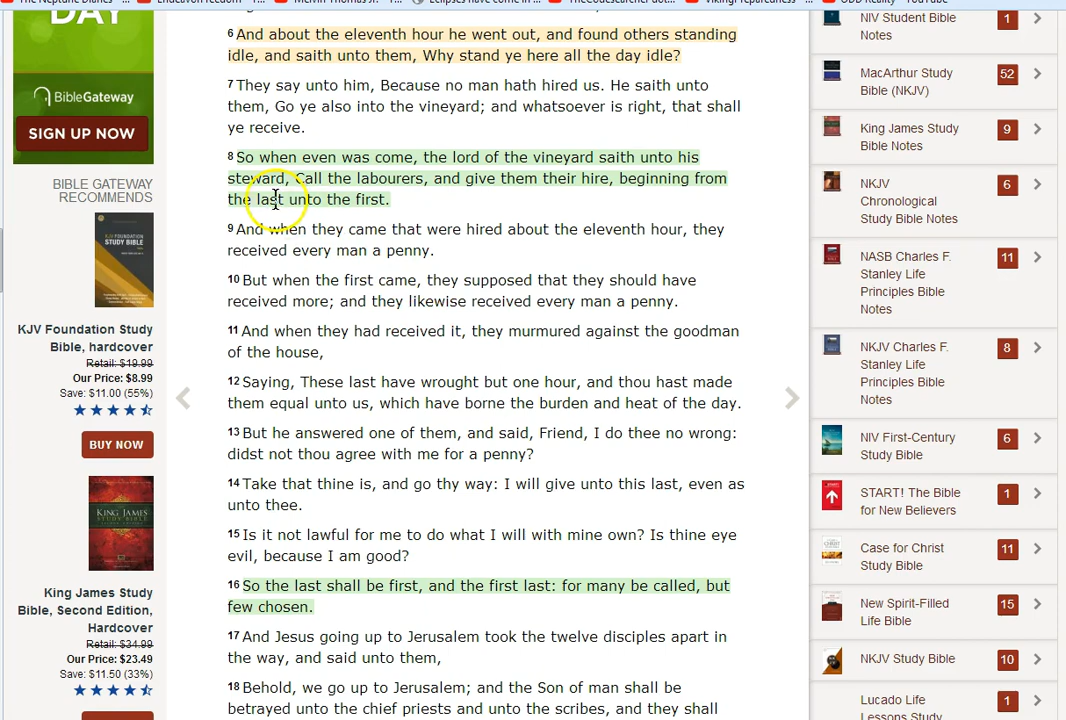 The Neptune Diaries -
EndeavorFreedom - Y...
Melvin Thomas Jr. - Y...
Eclipses have come in ...
TheCodeSearcher dot...
VikingPreparedness - ...
ODD Reality - YouTube
DAY
BibleGateway
SIGN UP NOW
BIBLE GATEWAY
RECOMMENDS
KJV Foundation Study
Bible, hardcover
Retail: $19.99
Our Price: $8.99
Save: $11.00 (55%)
BUY NOW
King James Study
Bible, Second Edition,
Hardcover
Retail: $34.99
Our Price: $23.49
Save: $11.50 (33%)
6 And about the eleventh hour he went out, and found others standing
idle, and saith unto them, Why stand ye here all the day idle?
7 They say unto him, Because no man hath hired us. He saith unto
them, Go ye also into the vineyard; and whatsoever is right, that shall
ye receive.
8 So when even was come, the lord of the vineyard saith unto his
steward, Call the labourers, and give them their hire, beginning from
the last unto the first.
9 And when they came that were hired about the eleventh hour, they
received every man a penny.
10 But when the first came, they supposed that they should have
received more; and they likewise received every man a penny.
11 And when they had received it, they murmured against the goodman
of the house,
12 Saying, These last have wrought but one hour, and thou hast made
them equal unto us, which have borne the burden and heat of the day.
13 But he answered one of them, and said, Friend, I do thee no wrong:
didst not thou agree with me for a penny?
14 Take that thine is, and go thy way: I will give unto this last, even as
unto thee.
15 Is it not lawful for me to do what I will with mine own? Is thine eye
evil, because I am good?
16 So the last shall be first, and the first last: for many be called, but
few chosen.
17 And Jesus going up to Jerusalem took the twelve disciples apart in
the way, and said unto them,
18 Behold, we go up to Jerusalem; and the Son of man shall be
betrayed unto the chief priests and unto the scribes, and they shall
NIV Student Bible
Notes
1
MacArthur Study
Bible (NKJV)
52
King James Study
Bible Notes
9
NKJV
Chronological
Study Bible Notes
6
NASB Charles F.
Stanley Life
Principles Bible
Notes
11
NKJV Charles F.
Stanley Life
Principles Bible
Notes
8
NIV First-Century
Study Bible
6
START! The Bible
for New Believers
1
Case for Christ
Study Bible
11
New Spirit-Filled
Life Bible
15
NKJV Study Bible
10
Lucado Life
Lessons Study
1